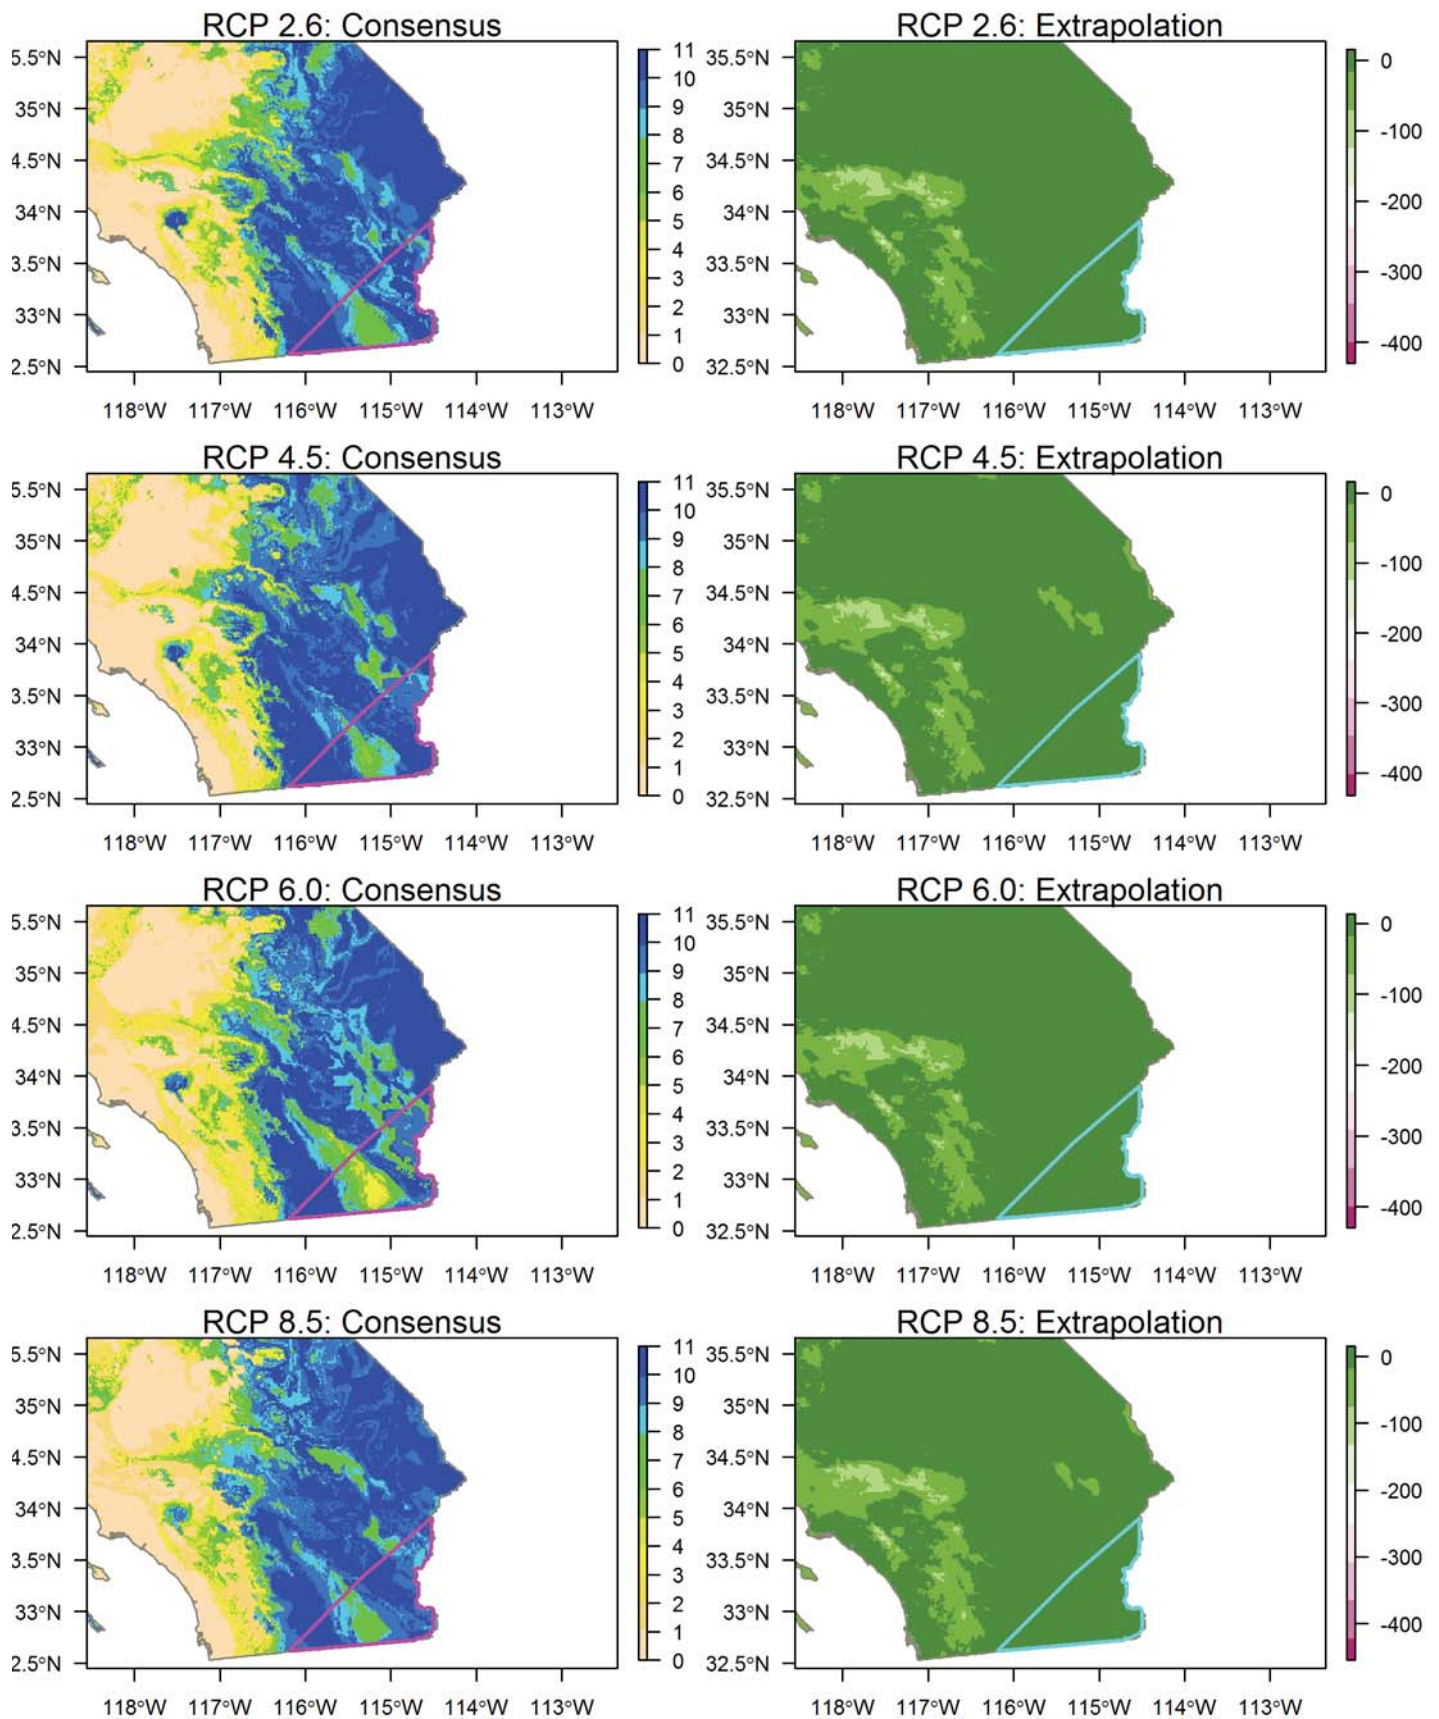 RCP 2.6: Consensus
5.5°N
35°N
4.5°N
34°N
3.5°N
33°N
2.5°N
118°W 117°W 116°W 115°W 114°W 113°W
11
10
9
8
7
6
5
4
3
2
1
0
RCP 2.6: Extrapolation
35.5°N
35°N
34.5°N
34°N
33.5°N
33°N
32.5°N
118°W 117°W 116°W 115°W 114°W 113°W
0
-100
-200
-300
-400
RCP 4.5: Consensus
5.5°N
35°N
4.5°N
34°N
3.5°N
33°N
2.5°N
118°W 117°W 116°W 115°W 114°W 113°W
11
10
9
8
7
6
5
4
3
2
1
0
RCP 4.5: Extrapolation
35.5°N
35°N
34.5°N
34°N
33.5°N
33°N
32.5°N
118°W 117°W 116°W 115°W 114°W 113°W
0
-100
-200
-300
-400
RCP 6.0: Consensus
5.5°N
35°N
4.5°N
34°N
3.5°N
33°N
2.5°N
118°W 117°W 116°W 115°W 114°W 113°W
11
10
9
8
7
6
5
4
3
2
1
0
RCP 6.0: Extrapolation
35.5°N
35°N
34.5°N
34°N
33.5°N
33°N
32.5°N
118°W 117°W 116°W 115°W 114°W 113°W
0
-100
-200
-300
-400
RCP 8.5: Consensus
5.5°N
35°N
4.5°N
34°N
3.5°N
33°N
2.5°N
118°W 117°W 116°W 115°W 114°W 113°W
11
10
9
8
7
6
5
4
3
2
1
0
RCP 8.5: Extrapolation
35.5°N
35°N
34.5°N
34°N
33.5°N
33°N
32.5°N
118°W 117°W 116°W 115°W 114°W 113°W
0
-100
-200
-300
-400